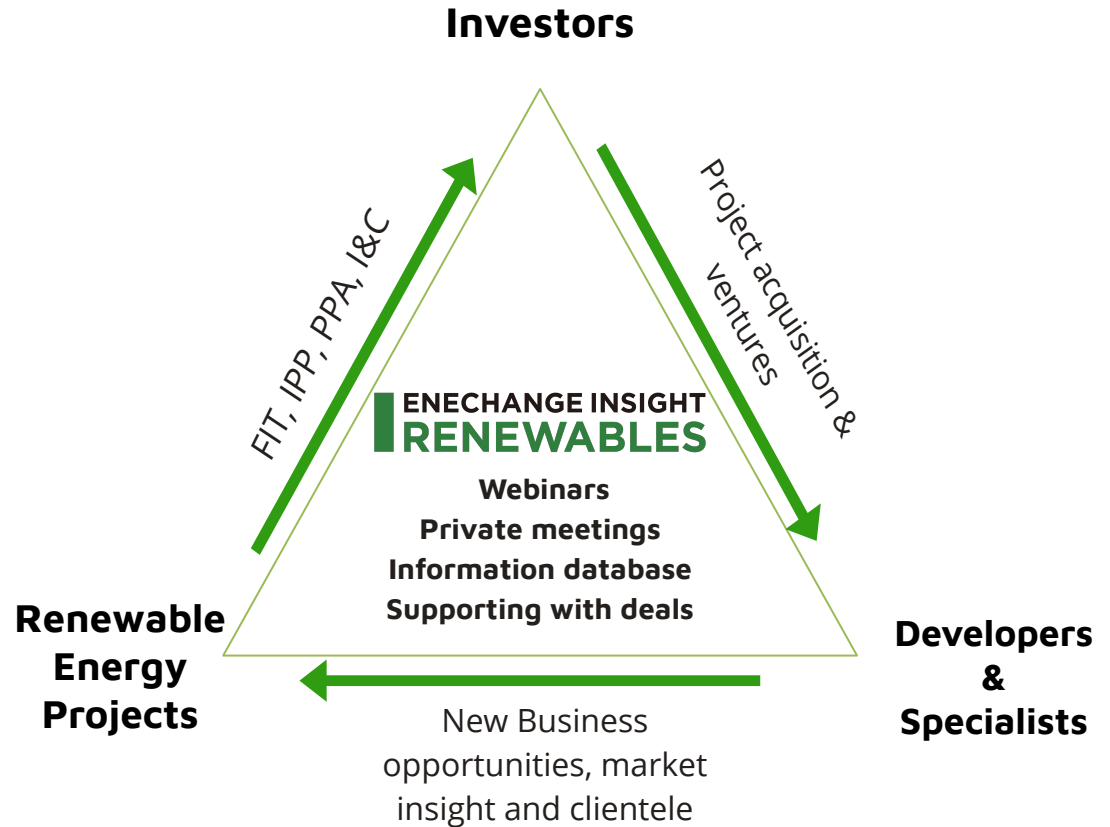 Investors
FIT, IPP, PPA, I&C
Project acquisition &
ventures
ENECHANGE INSIGHT
RENEWABLES
Webinars
Private meetings
Information database
Supporting with deals
Renewable
Energy
Projects
Developers
&
Specialists
New Business
opportunities, market
insight and clientele